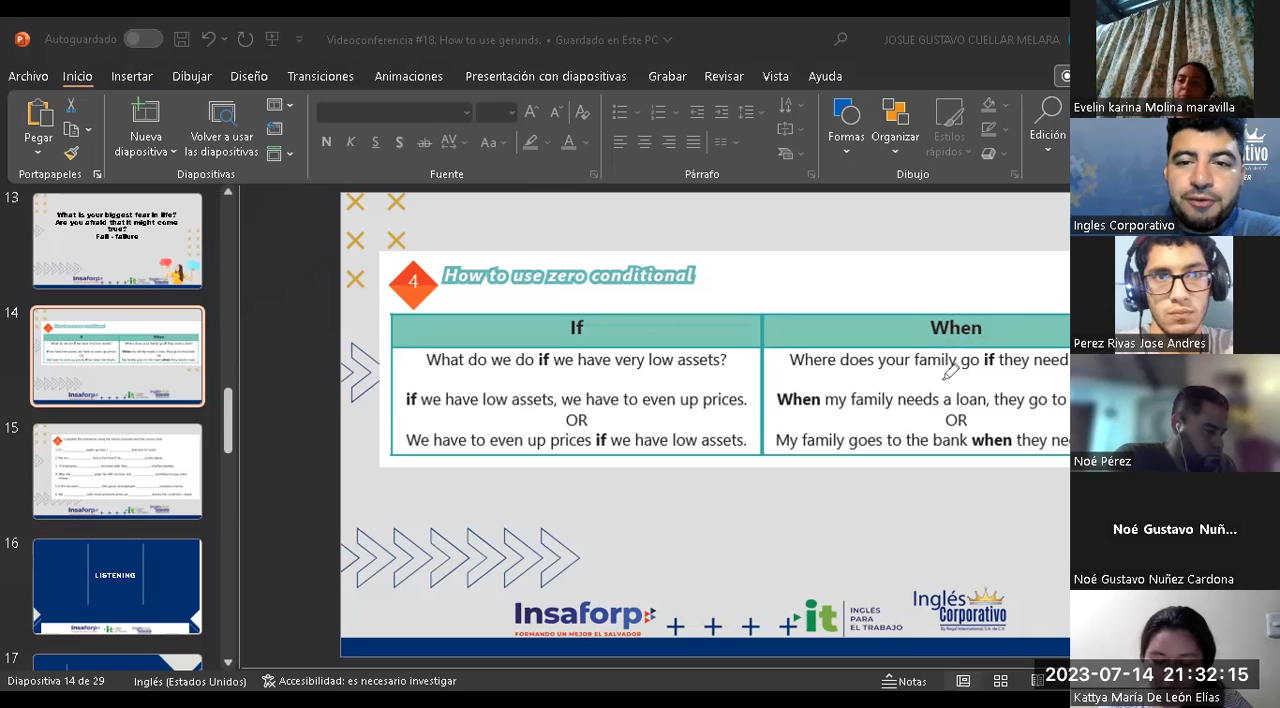 Autoguardado
Videoconferencia #18. How to use gerunds. • Guardado en Este PC
JOSUE GUSTAVO CUELLAR MELARA
Archivo Inicio Insertar Dibujar Diseño Transiciones Animaciones Presentación con diapositivas Grabar Revisar Vista Ayuda
Pegar
Nueva diapositiva
Volver a usar las diapositivas
N K S S ab AV Aa A
Formas Organizar Estilos rápidos Edición
Portapapeles Diapositivas Fuente Párrafo Dibujo
13
What is your biggest fear in life?
Are you afraid that it might come
true?
Fall - failure
Insaforp
14
15
16
LISTENING
17
4
How to use zero conditional
If
What do we do if we have very low assets?
if we have low assets, we have to even up prices.
OR
We have to even up prices if we have low assets.
When
Where does your family go if they need
When my family needs a loan, they go to
OR
My family goes to the bank when they ne
Insaforp
FORMANDO UN MEJOR EL SALVADOR
it
INGLÉS
PARA
EL TRABAJO
Inglés
Corporativo
Evelin karina Molina maravilla
Ingles Corporativo
Perez Rivas Jose Andres
Noé Pérez
Noé Gustavo Nuñ...
Noé Gustavo Nuñez Cardona
2023-07-14 21:32:15
Kattya María De León Elías
Diapositiva 14 de 29
Inglés (Estados Unidos)
Accesibilidad: es necesario investigar
Notas